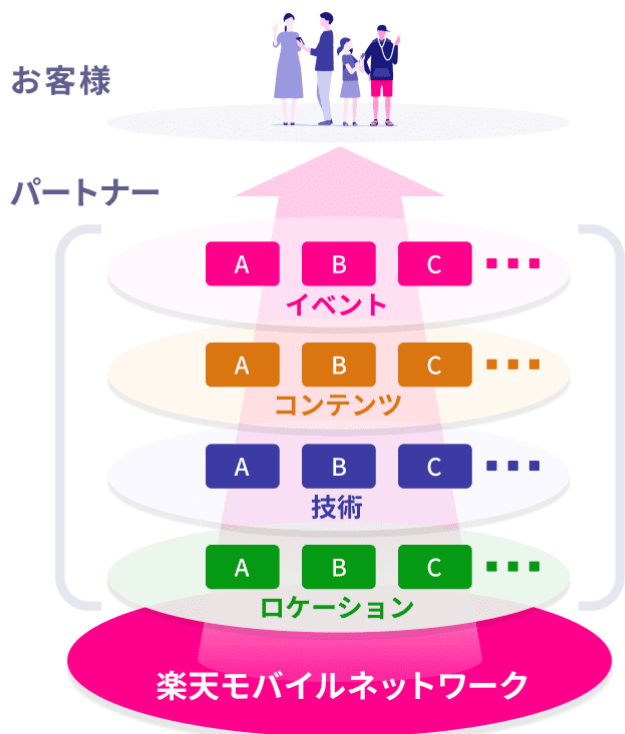 お客様
パートナー
A B C ▪▪▪
イベント
A B C ▪▪▪
コンテンツ
A B C ▪▪▪
技術
A B C ▪▪▪
ロケーション
楽天モバイルネットワーク